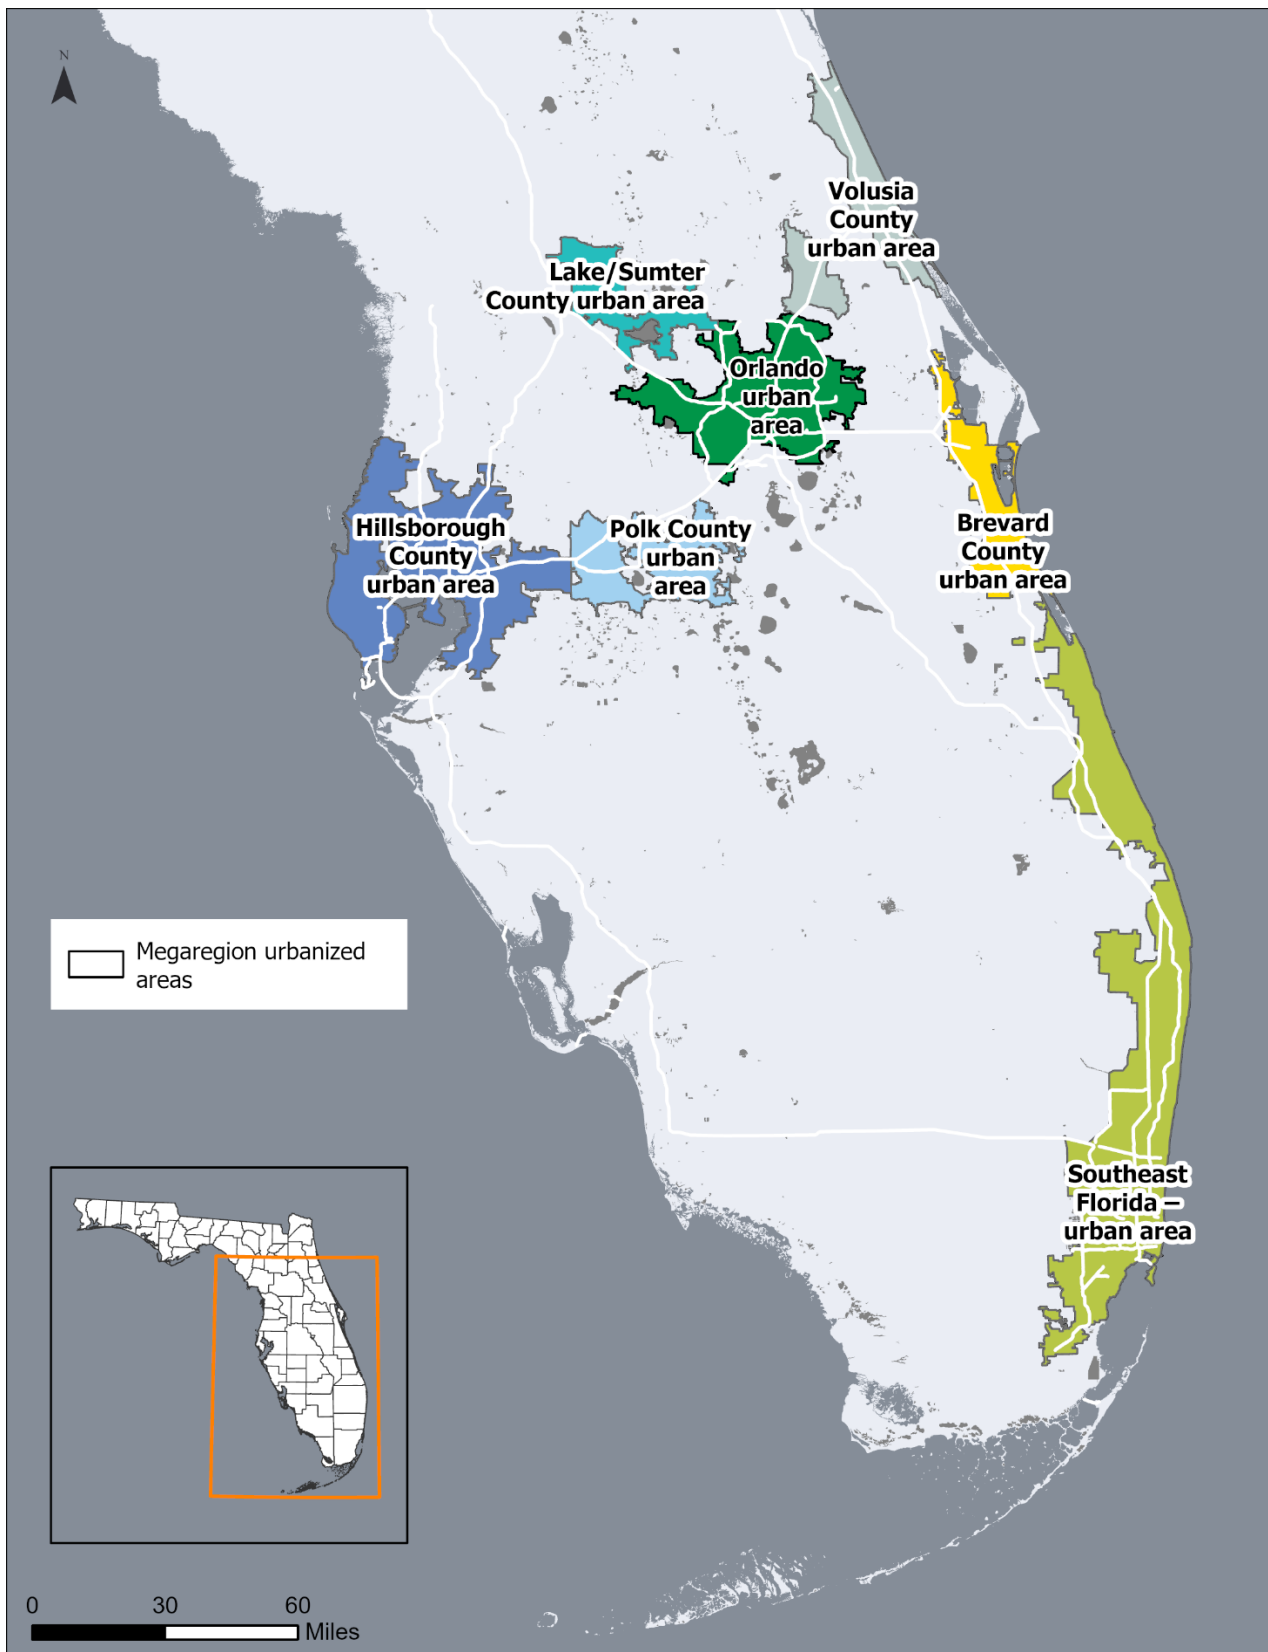 N
Volusia
County
urban area
Lake/Sumter
County urban area
Orlando
urban
area
Hillsborough
County
urban area
Polk County
urban
area
Brevard
County
urban area
Megaregion urbanized
areas
Southeast
Florida –
urban area
0 30 60
Miles